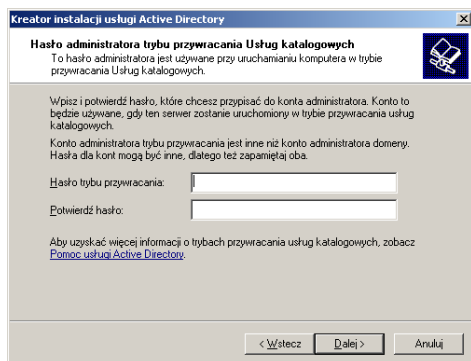 Kreator instalacji usługi Active Directory
Hasło administratora trybu przywracania Usług katalogowych
To hasło administratora jest używane przy uruchamianiu komputera w trybie
przywracania Usług katalogowych.
Wpisz i potwierdź hasło, które chcesz przypisać do konta administratora. Konto to
będzie używane, gdy ten serwer zostanie uruchomiony w trybie przywracania usług
katalogowych.
Konto administratora trybu przywracania jest inne niż konto administratora domeny.
Hasła dla kont mogą być inne, dlatego też zapamiętaj oba.
Hasło trybu przywracania:
Potwierdź hasło:
Aby uzyskać więcej informacji o trybach przywracania usług katalogowych, zobacz
Pomoc usługi Active Directory.
< Wstecz Dalej > Anuluj